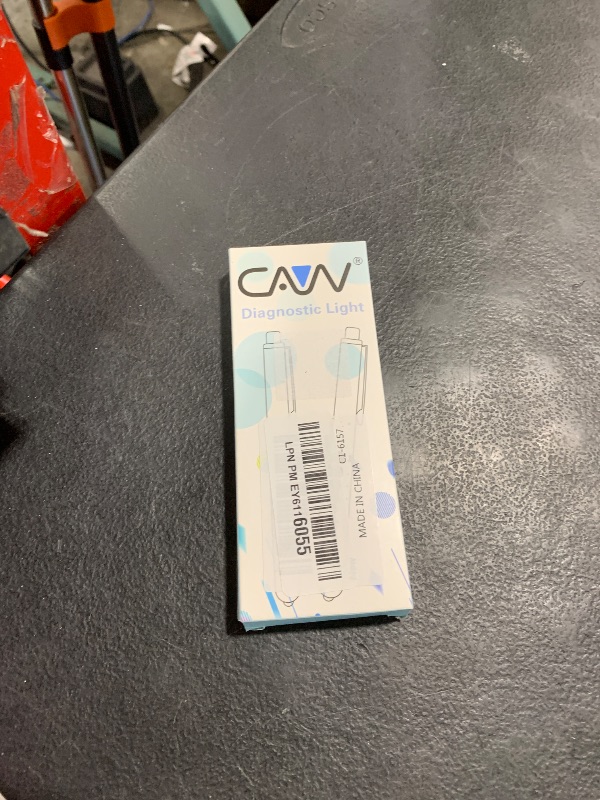 CAVN®
Diagnostic Light
C1-6157
MADE IN CHINA
LPN PM EY6116055